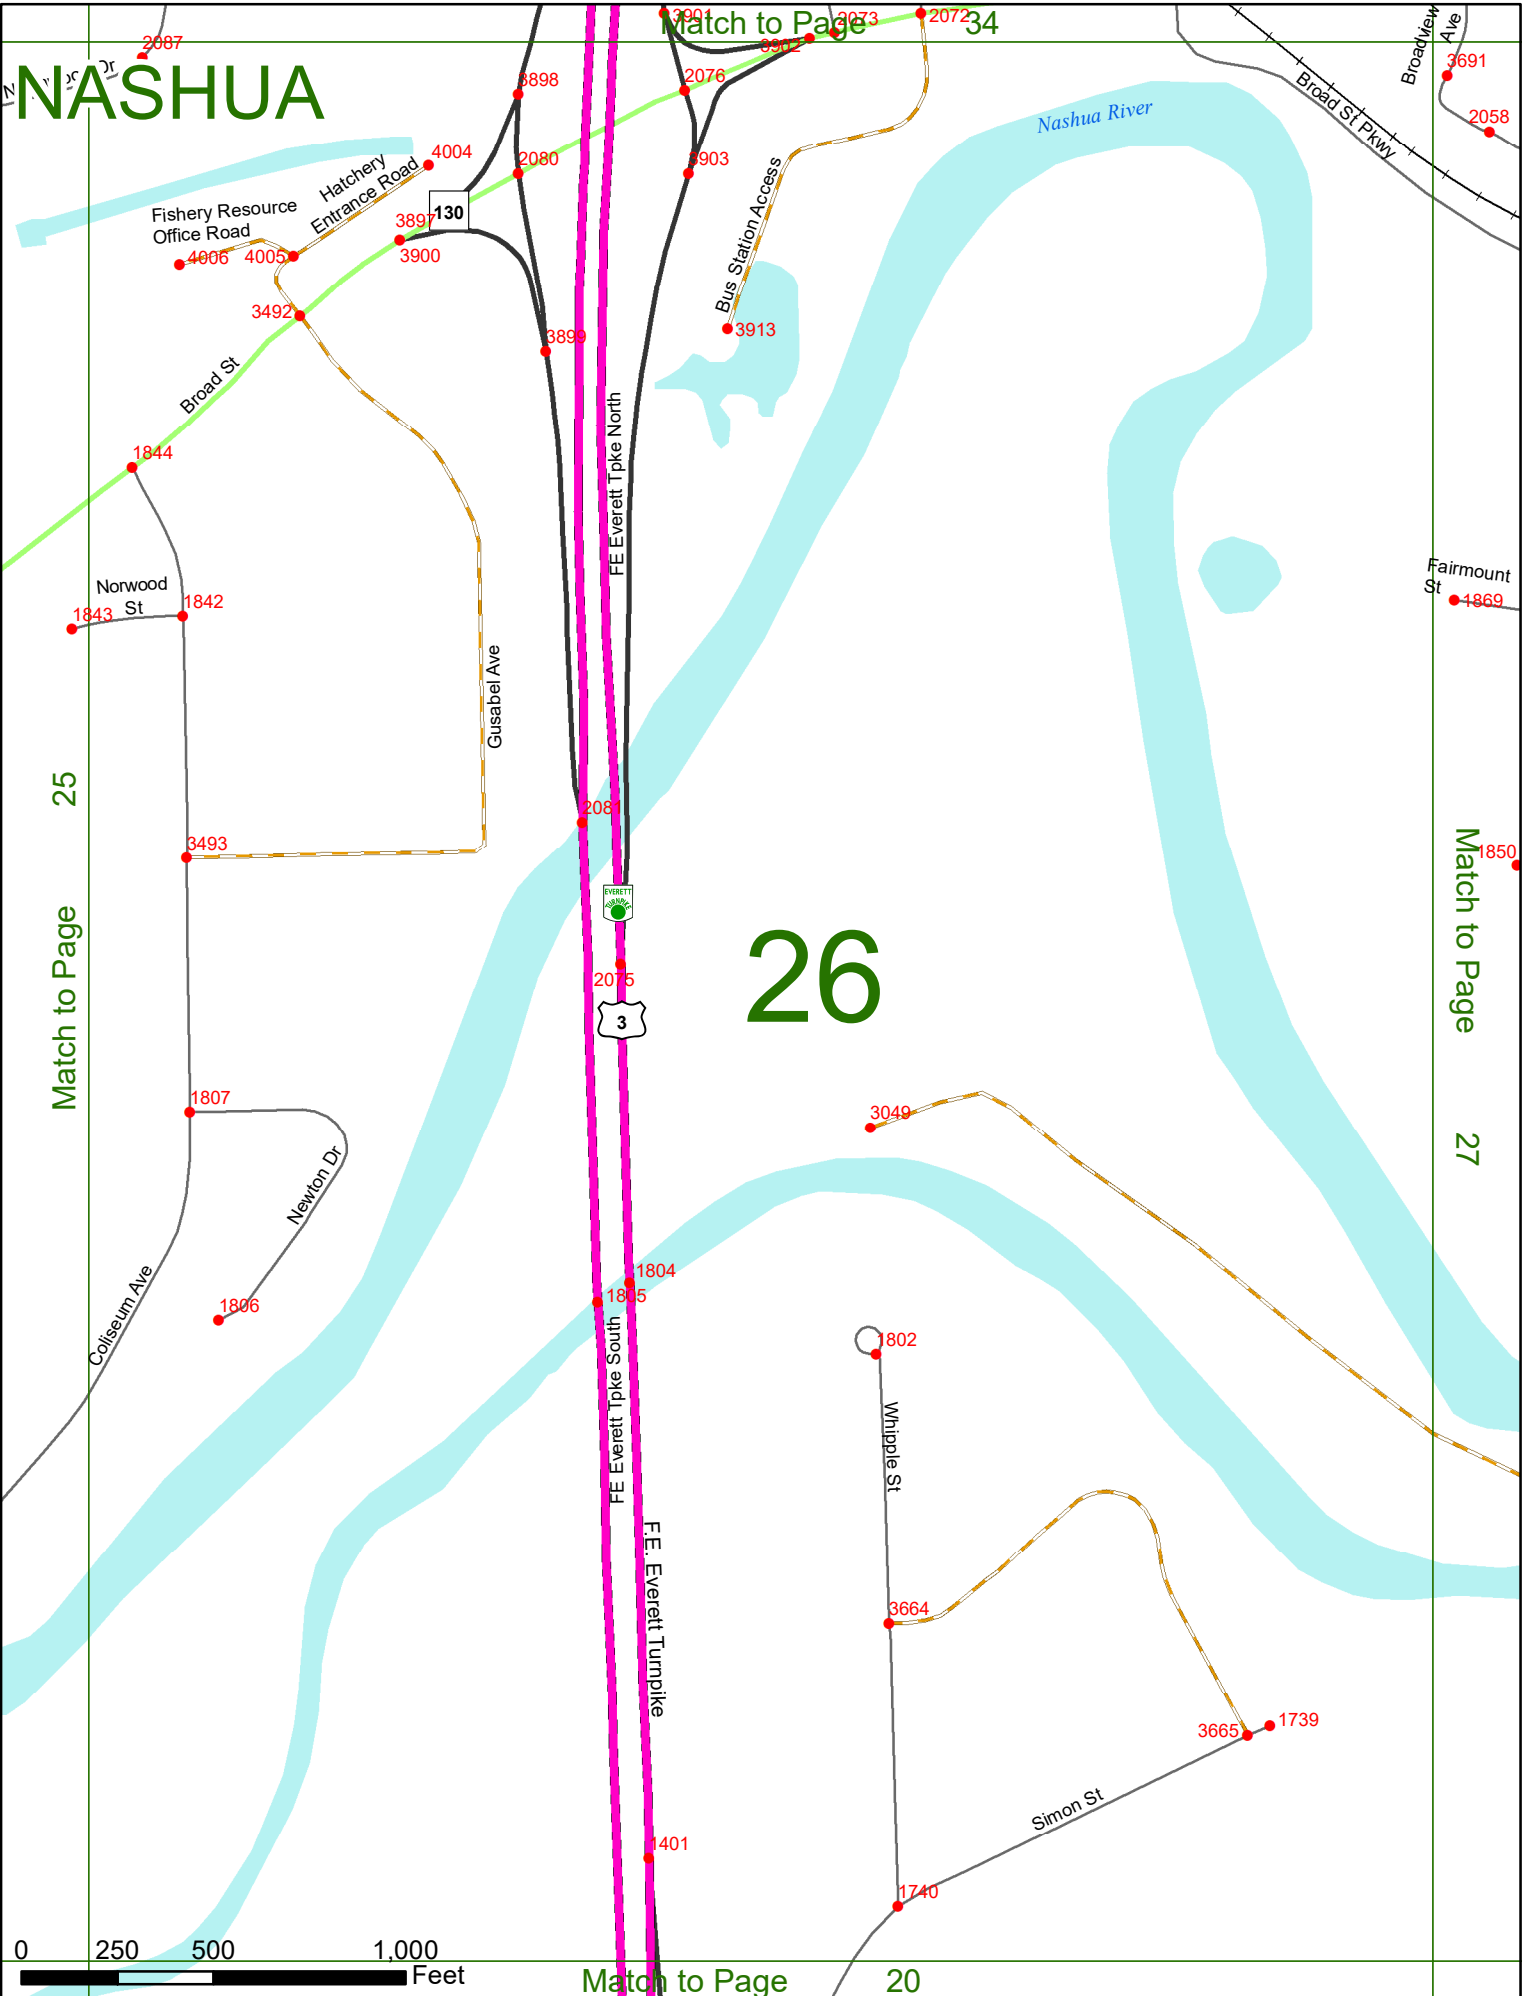 3901
Match to Page 34
2073
2072
3902
2087
NASHUA
3898
2076
Nashua River
Broadview
Ave
3691
Broad St Pkwy
2058
4004
2080
3903
Hatchery
Entrance Road
130
Fishery Resource
Office Road
3897
4006
4005
3900
Bus Station Access
3492
3913
3899
Broad St
FE Everett Tpke North
1844
Norwood
St
1843
1842
Fairmount
St
1869
Gusabel Ave
Match to Page 25
2081
3493
1850
EVERETT
TURNPIKE
Match to Page 27
26
2075
3
1807
3049
Newton Dr
1804
1805
1806
Coliseum Ave
1802
FE Everett Tpke South
Whipple St
F.E. Everett Turnpike
3664
3665
1739
Simon St
1401
1740
0 250 500 1,000
Feet
Match to Page 20